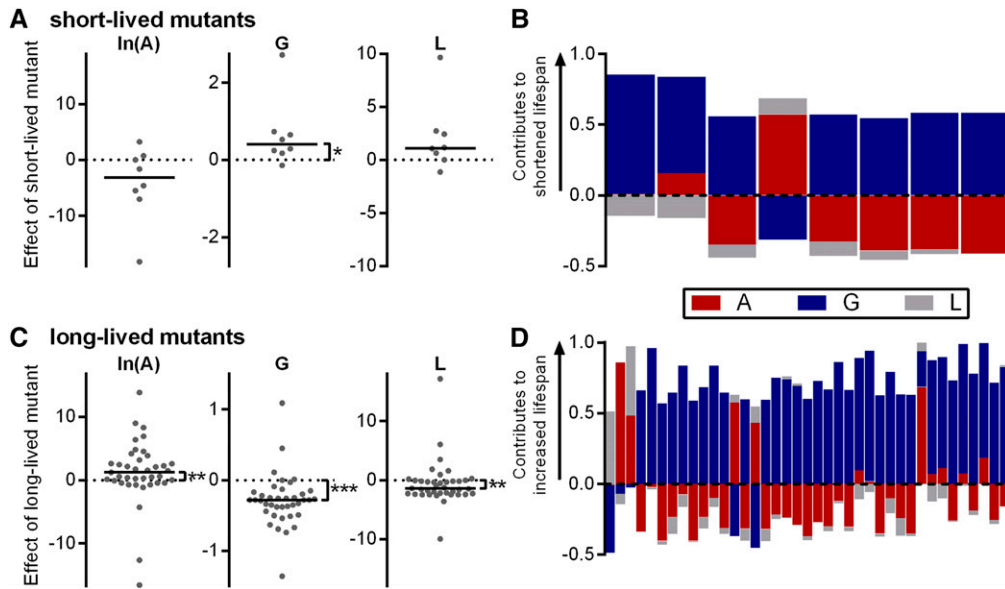 A short-lived mutants
ln(A)
G
L
Effect of short-lived mutant
10
0
-10
2
0
-2
*
10
5
0
-5
-10
B
Contributes to
shortened lifespan
1.0
0.5
0.0
-0.5
A
G
L
C long-lived mutants
ln(A)
G
L
Effect of long-lived mutant
10
0
-10
**
1
0
-1
***
10
0
-10
**
D
Contributes to
increased lifespan
1.0
0.5
0.0
-0.5